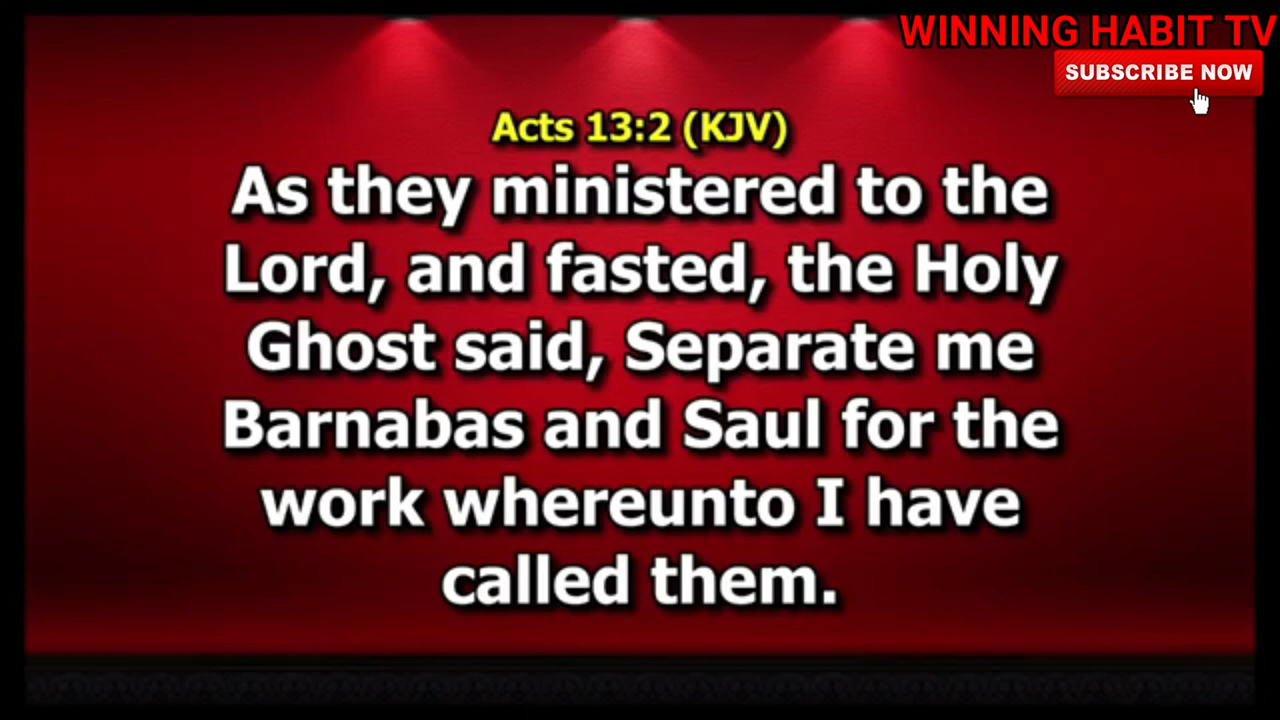 WINNING HABIT TV
SUBSCRIBE NOW
Acts 13:2 (KJV)
As they ministered to the
Lord, and fasted, the Holy
Ghost said, Separate me
Barnabas and Saul for the
work whereunto I have
called them.